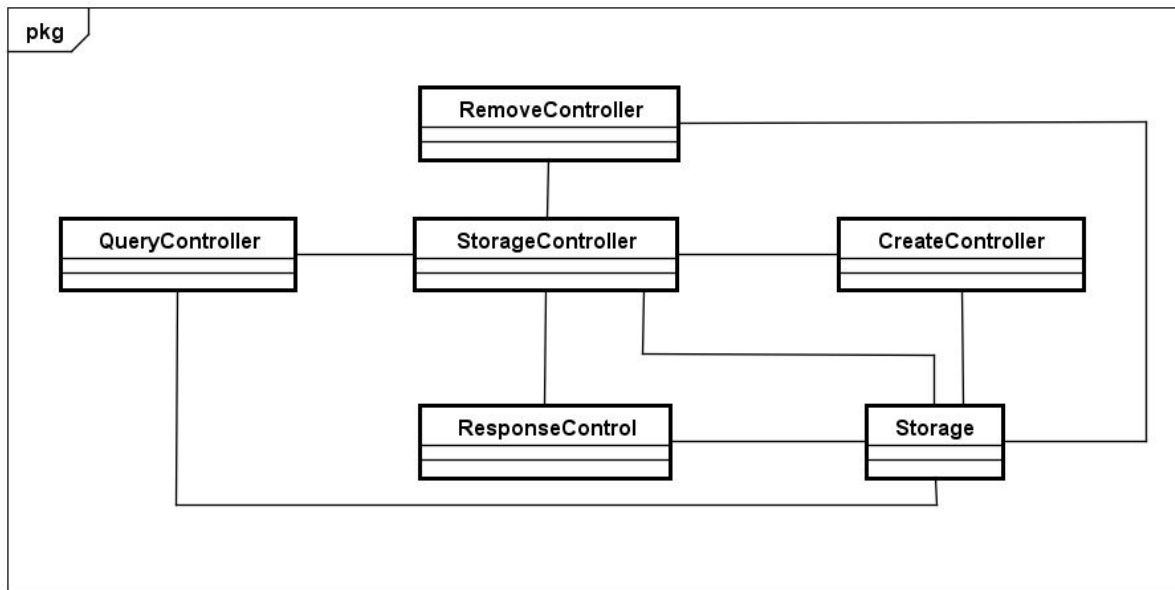 pkg
RemoveController
QueryController
StorageController
CreateController
ResponseControl
Storage